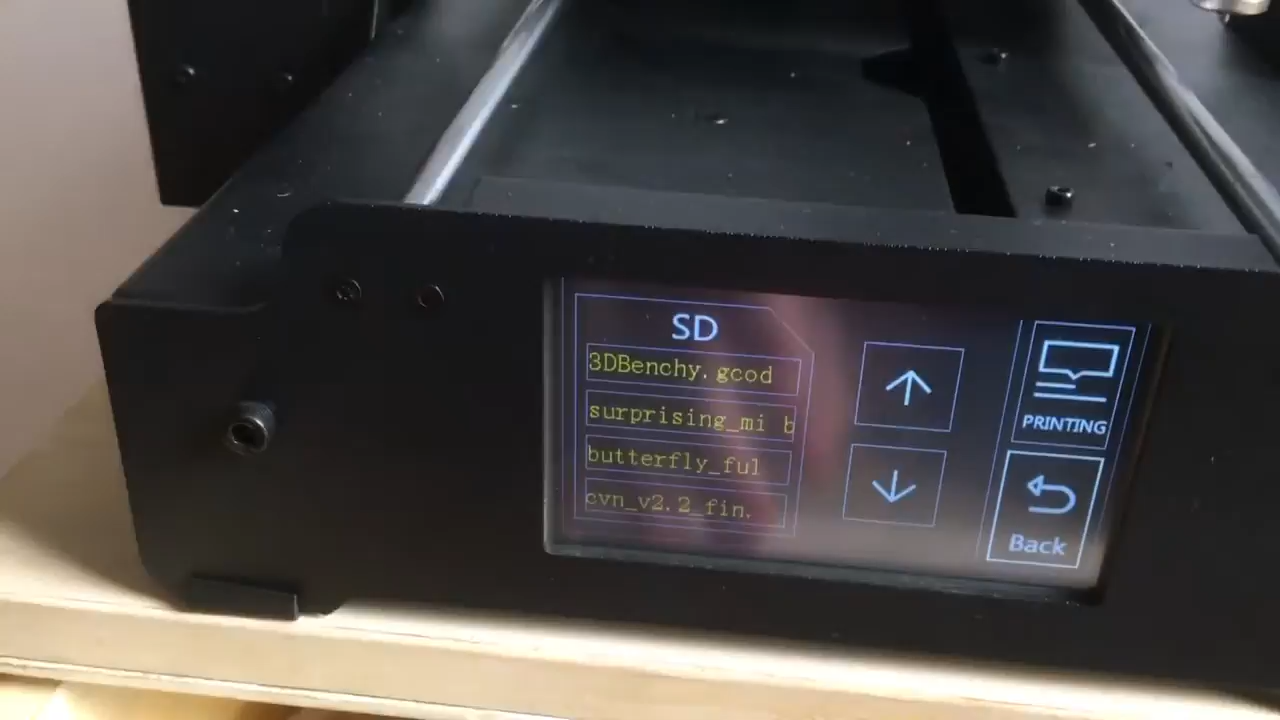 SD
3DBenchy.gcod
surprising_mi b
butterfly_ful
cvn_v2.2_fin.
PRINTING
Back